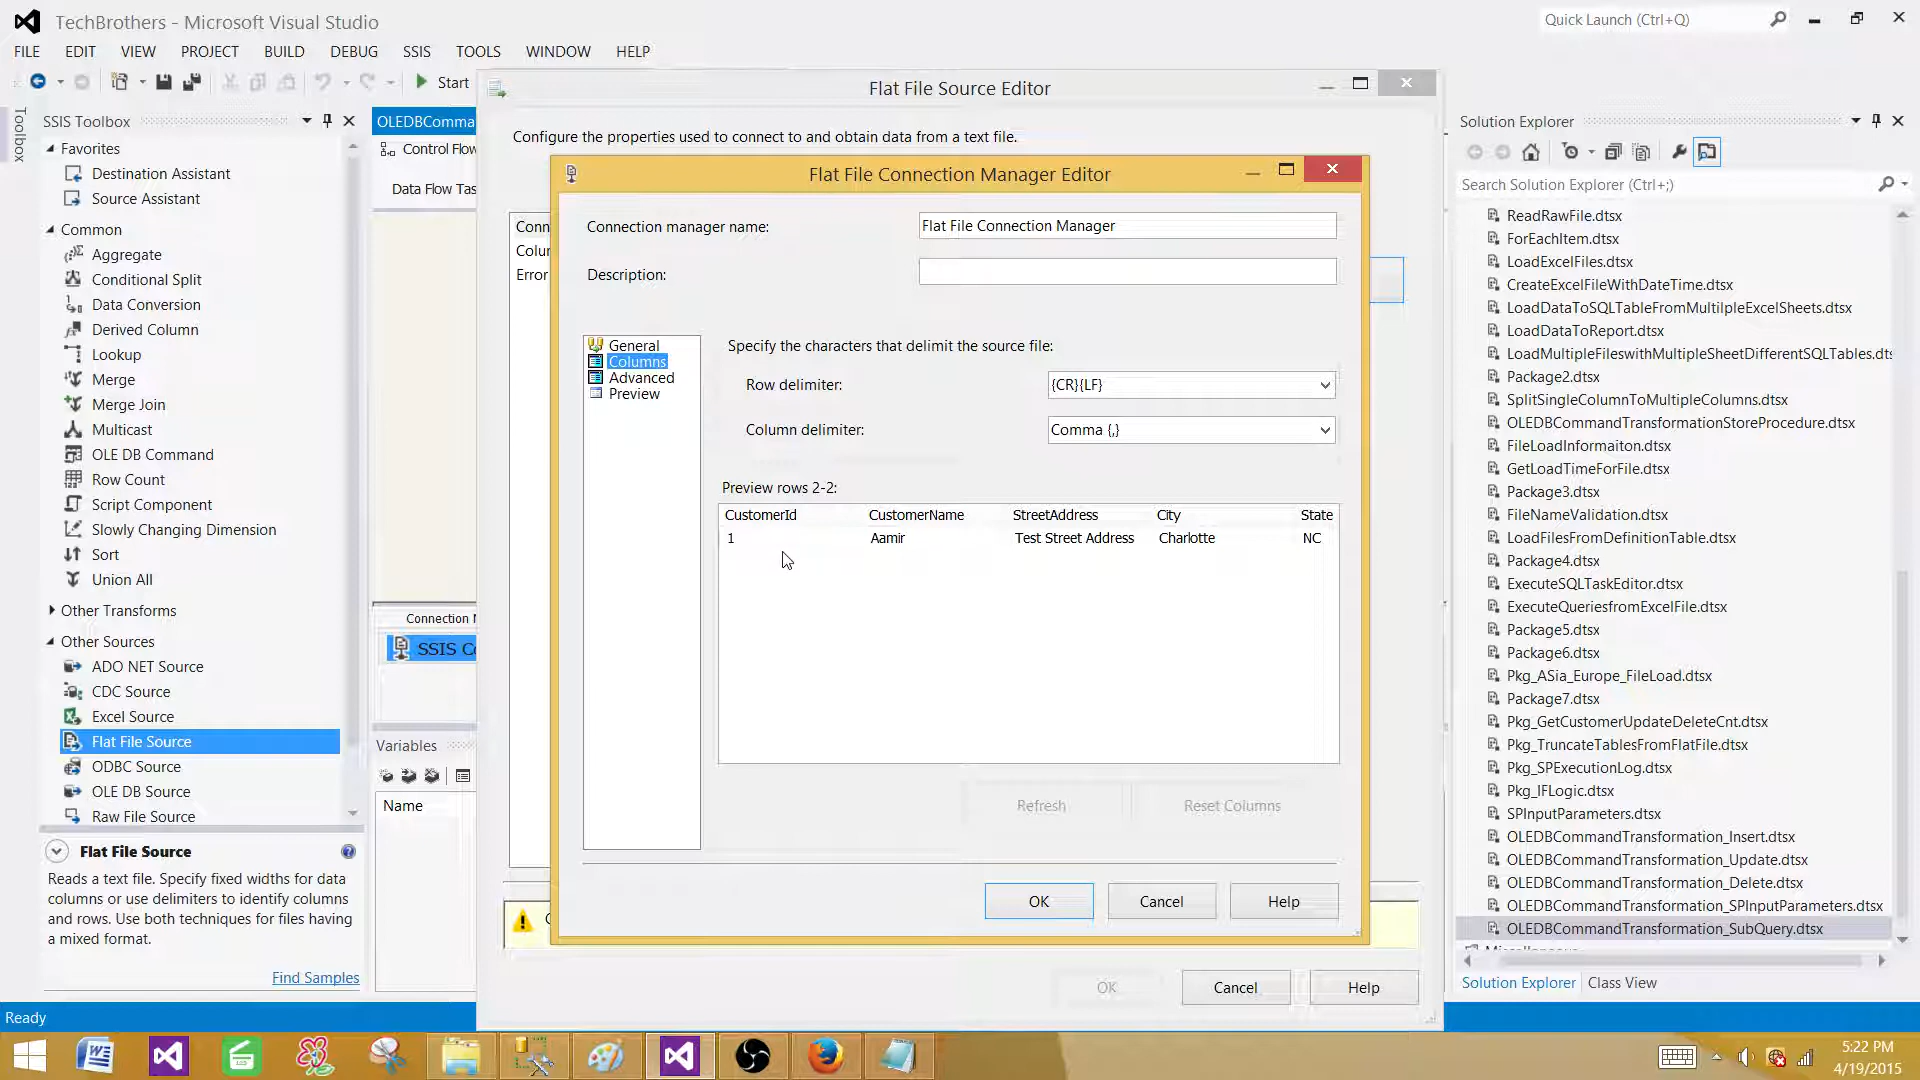 TechBrothers - Microsoft Visual Studio
Quick Launch (Ctrl+Q)
FILE EDIT VIEW PROJECT BUILD DEBUG SSIS TOOLS WINDOW HELP
Start
Toolbox
SSIS Toolbox
Favorites
Destination Assistant
Source Assistant
Common
Aggregate
Conditional Split
Data Conversion
Derived Column
Lookup
Merge
Merge Join
Multicast
OLE DB Command
Row Count
Script Component
Slowly Changing Dimension
Sort
Union All
Other Transforms
Other Sources
ADO NET Source
CDC Source
Excel Source
Flat File Source
ODBC Source
OLE DB Source
Raw File Source
Flat File Source
Reads a text file. Specify fixed widths for data
columns or use delimiters to identify columns
and rows. Use both techniques for files having
a mixed format.
Find Samples
Ready
OLEDBComma
Control Flow
Data Flow Tas
Connection
SSIS Co
Variables
Name
Flat File Source Editor
Configure the properties used to connect to and obtain data from a text file.
Conn
Colur
Error
OK Cancel Help
Flat File Connection Manager Editor
Connection manager name: Flat File Connection Manager
Description:
General
Columns
Advanced
Preview
Specify the characters that delimit the source file:
Row delimiter: {CR}{LF}
Column delimiter: Comma {,}
Preview rows 2-2:
CustomerId CustomerName StreetAddress City State
1 Aamir Test Street Address Charlotte NC
Refresh Reset Columns
OK Cancel Help
Solution Explorer
Search Solution Explorer (Ctrl+;)
ReadRawFile.dtsx
ForEachItem.dtsx
LoadExcelFiles.dtsx
CreateExcelFileWithDateTime.dtsx
LoadDataToSQLTableFromMultilpleExcelSheets.dtsx
LoadDataToReport.dtsx
LoadMultipleFileswithMultipleSheetDifferentSQLTables.dts
Package2.dtsx
SplitSingleColumnToMultipleColumns.dtsx
OLEDBCommandTransformationStoreProcedure.dtsx
FileLoadInformaiton.dtsx
GetLoadTimeForFile.dtsx
Package3.dtsx
FileNameValidation.dtsx
LoadFilesFromDefinitionTable.dtsx
Package4.dtsx
ExecuteSQLTaskEditor.dtsx
ExecuteQueriesfromExcelFile.dtsx
Package5.dtsx
Package6.dtsx
Pkg_ASia_Europe_FileLoad.dtsx
Package7.dtsx
Pkg_GetCustomerUpdateDeleteCnt.dtsx
Pkg_TruncateTablesFromFlatFile.dtsx
Pkg_SPExecutionLog.dtsx
Pkg_IFLogic.dtsx
SPInputParameters.dtsx
OLEDBCommandTransformation_Insert.dtsx
OLEDBCommandTransformation_Update.dtsx
OLEDBCommandTransformation_Delete.dtsx
OLEDBCommandTransformation_SPInputParameters.dtsx
OLEDBCommandTransformation_SubQuery.dtsx
Solution Explorer Class View
5:22 PM
4/19/2015